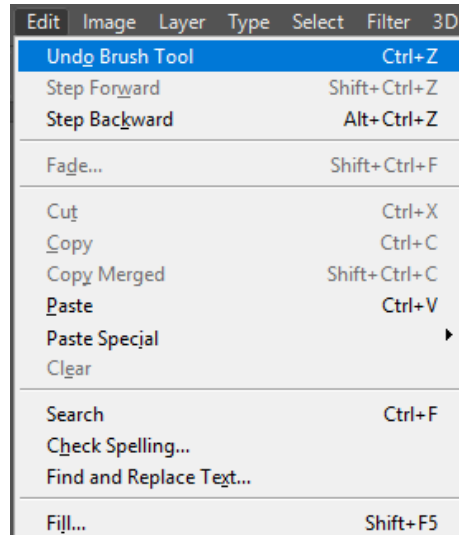 Edit Image Layer Type Select Filter 3D
Undo Brush Tool Ctrl+Z
Step Forward Shift+Ctrl+Z
Step Backward Alt+Ctrl+Z
Fade... Shift+Ctrl+F
Cut Ctrl+X
Copy Ctrl+C
Copy Merged Shift+Ctrl+C
Paste Ctrl+V
Paste Special
Clear
Search Ctrl+F
Check Spelling...
Find and Replace Text...
Fill... Shift+F5